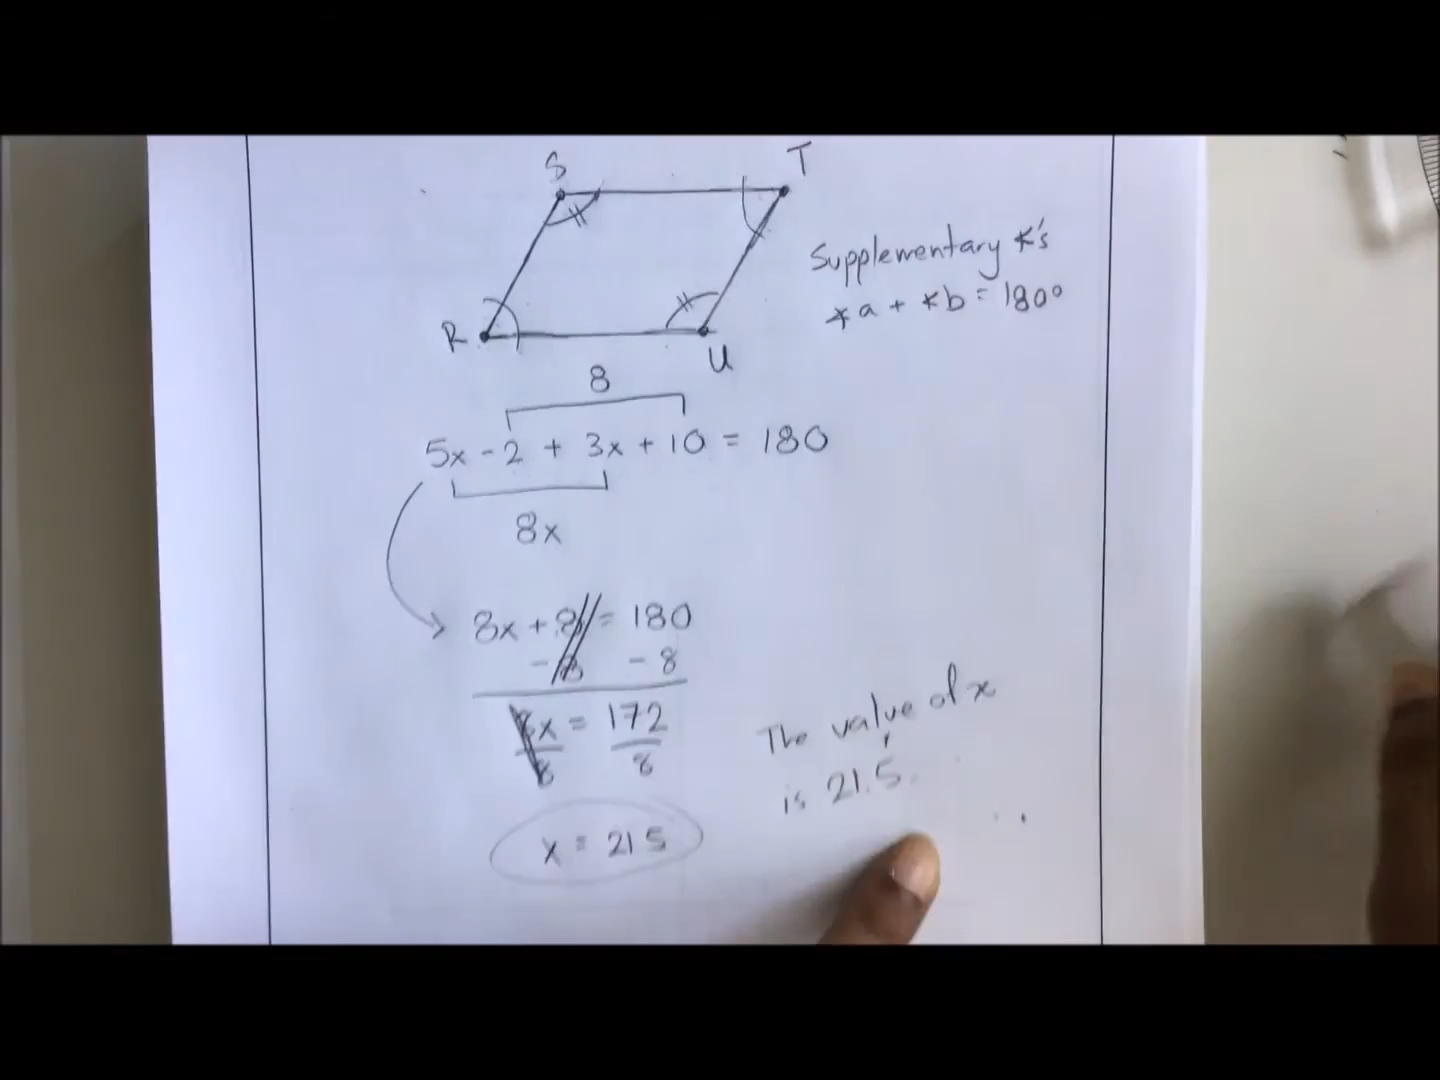 S T
Supplementary ∡'s
∡a + ∡b = 180°
R U
8
5x - 2 + 3x + 10 = 180
8x
8x + 8 = 180
- 8 - 8
8x = 172
8 8
The value of x
is 21.5.
x = 21.5